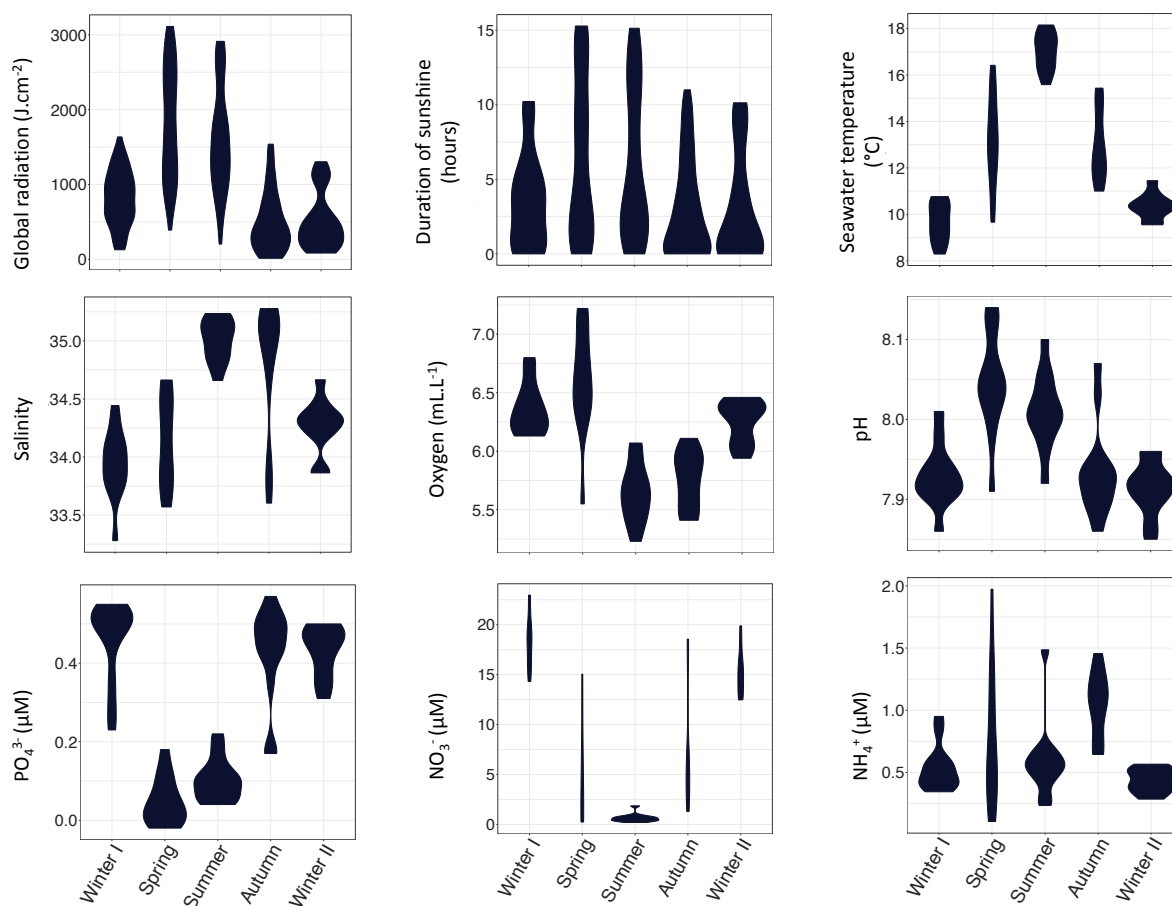 Global radiation (J.cm⁻²)
3000
2000
1000
0
Duration of sunshine
(hours)
15
10
5
0
Seawater temperature
(°C)
18
16
14
12
10
8
Salinity
35.0
34.5
34.0
33.5
Oxygen (mL.L⁻¹)
7.0
6.5
6.0
5.5
pH
8.1
8.0
7.9
PO₄³⁻ (µM)
0.4
0.2
0.0
NO₃⁻ (µM)
20
15
10
5
0
NH₄⁺ (µM)
2.0
1.5
1.0
0.5
Winter I
Spring
Summer
Autumn
Winter II
Winter I
Spring
Summer
Autumn
Winter II
Winter I
Spring
Summer
Autumn
Winter II